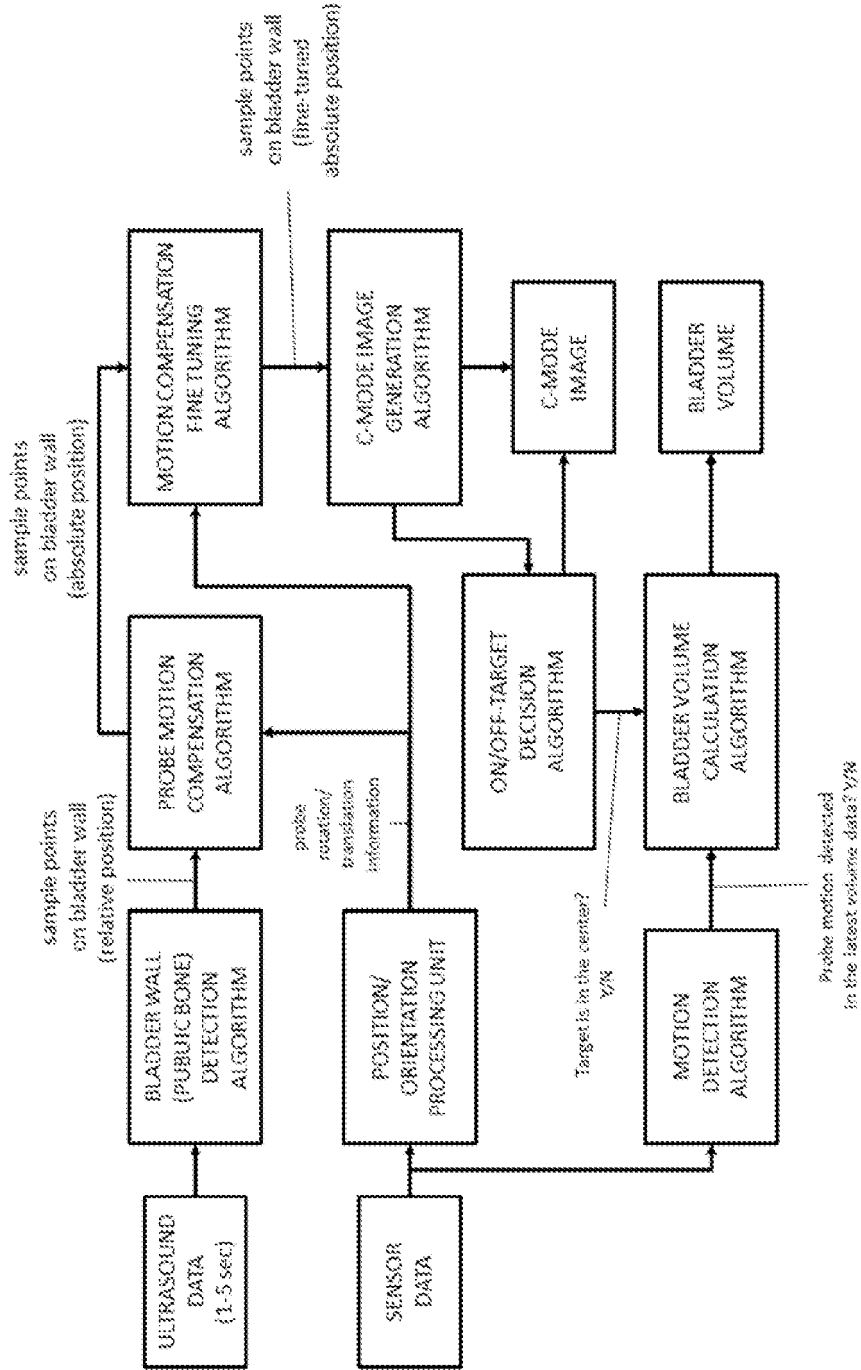 ULTRASOUND
DATA
(1-5 sec)
BLADDER WALL
(PUBLIC BONE)
DETECTION
ALGORITHM
sample points
on bladder wall
(relative position)
PROBE MOTION
COMPENSATION
ALGORITHM
sample points
on bladder wall
(absolute position)
MOTION COMPENSATION
FINE TUNING
ALGORITHM
sample points
on bladder wall
(fine-tuned
absolute position)
SENSOR
DATA
POSITION/
ORIENTATION
PROCESSING UNIT
probe
rotation/
translation
information
C-MODE IMAGE
GENERATION
ALGORITHM
ON/OFF-TARGET
DECISION
ALGORITHM
C-MODE
IMAGE
Target is in the center?
Y/N
MOTION
DETECTION
ALGORITHM
BLADDER VOLUME
CALCULATION
ALGORITHM
BLADDER
VOLUME
Probe motion detected
in the latest volume data? Y/N